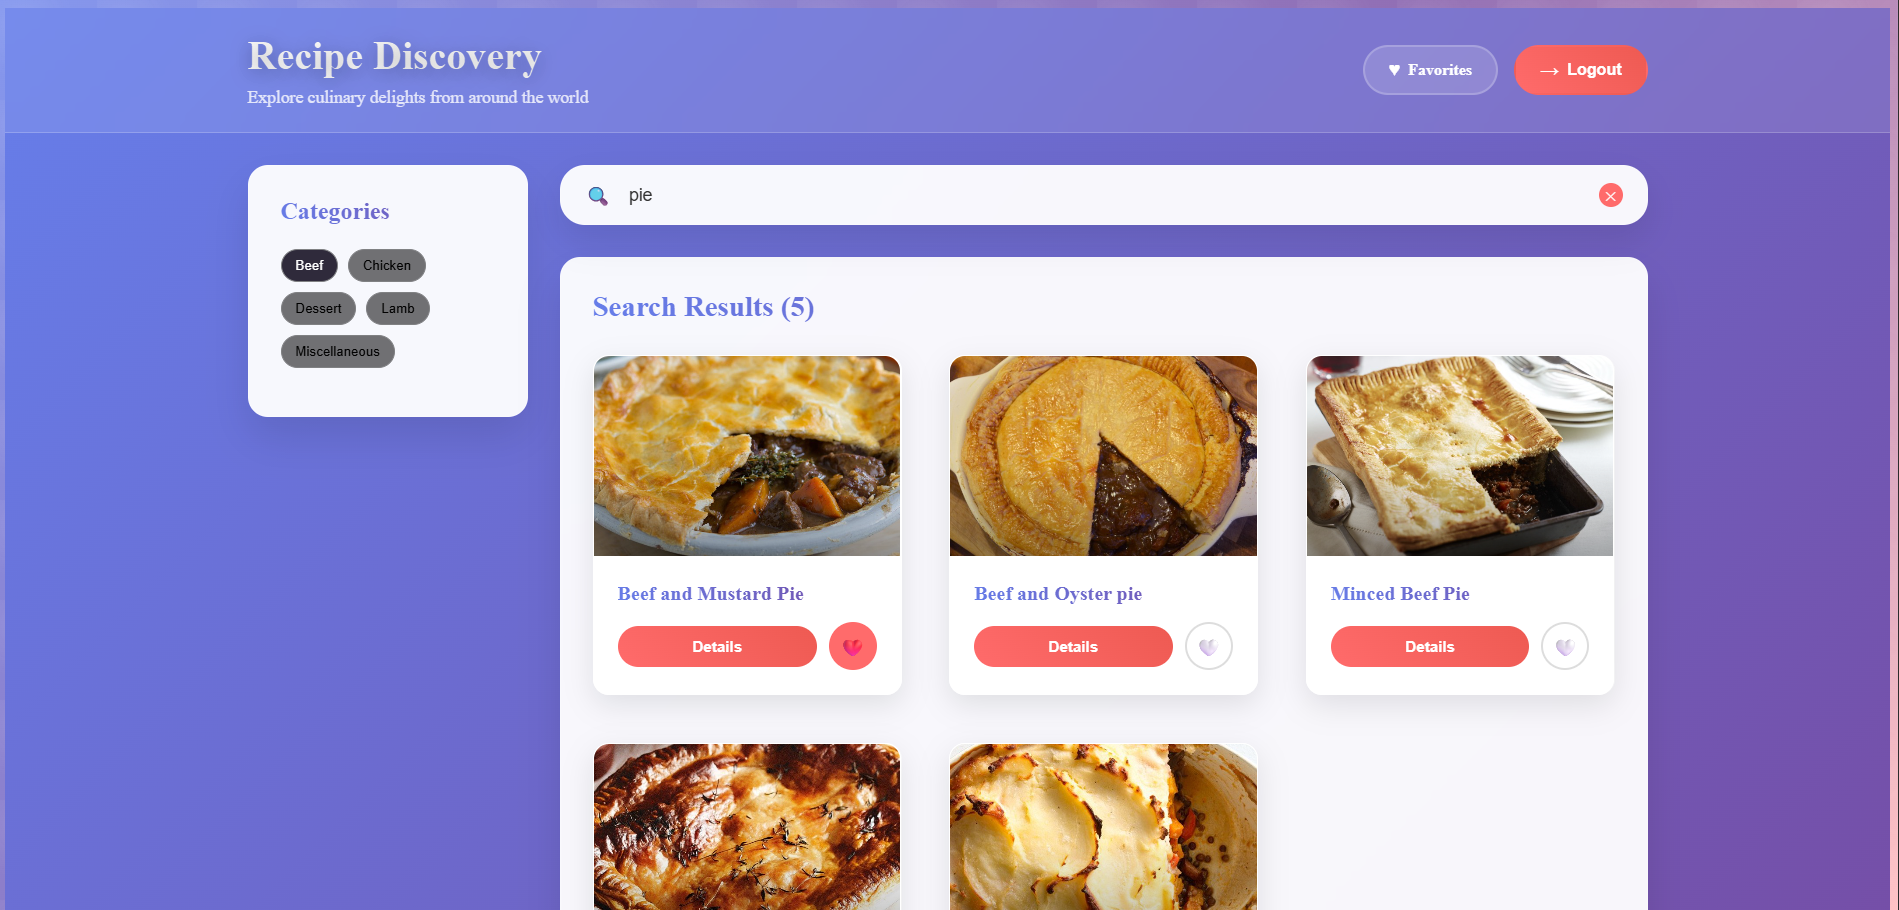 Recipe Discovery
Explore culinary delights from around the world
♥ Favorites
→ Logout
Categories
Beef
Chicken
Dessert
Lamb
Miscellaneous
pie
Search Results (5)
Beef and Mustard Pie
Details
Beef and Oyster pie
Details
Minced Beef Pie
Details